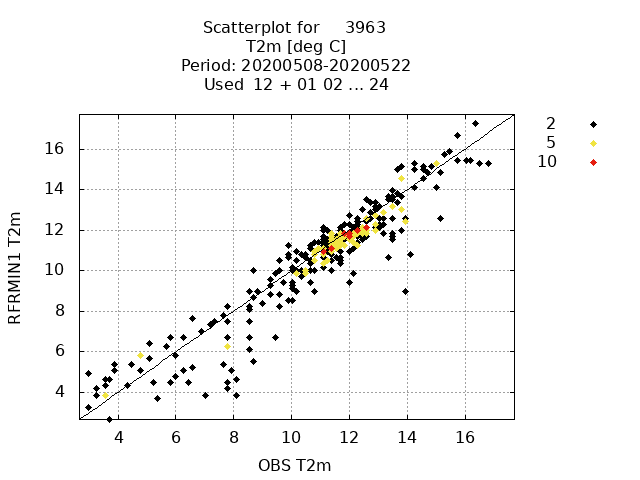 Scatterplot for 3963
T2m [deg C]
Period: 20200508-20200522
Used 12 + 01 02 ... 24
2
5
10
16
14
12
10
8
6
4
RFRMIN1 T2m
4 6 8 10 12 14 16
OBS T2m